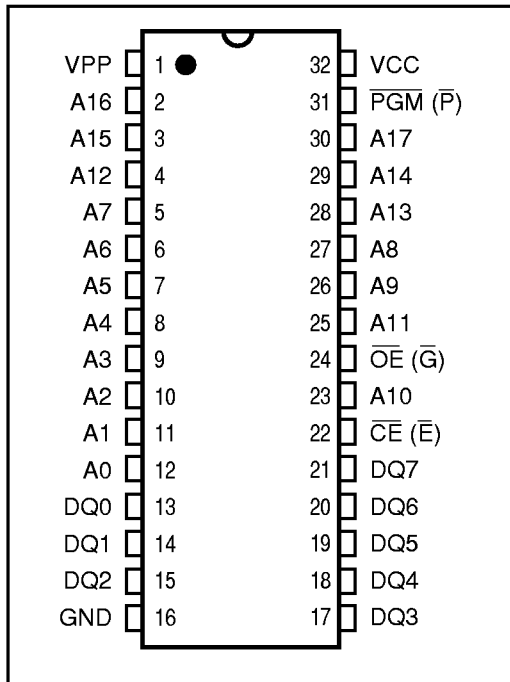 VPP 1 32 VCC
A16 2 31 P̅G̅M̅ (P̅)
A15 3 30 A17
A12 4 29 A14
A7 5 28 A13
A6 6 27 A8
A5 7 26 A9
A4 8 25 A11
A3 9 24 O̅E̅ (G̅)
A2 10 23 A10
A1 11 22 C̅E̅ (E̅)
A0 12 21 DQ7
DQ0 13 20 DQ6
DQ1 14 19 DQ5
DQ2 15 18 DQ4
GND 16 17 DQ3